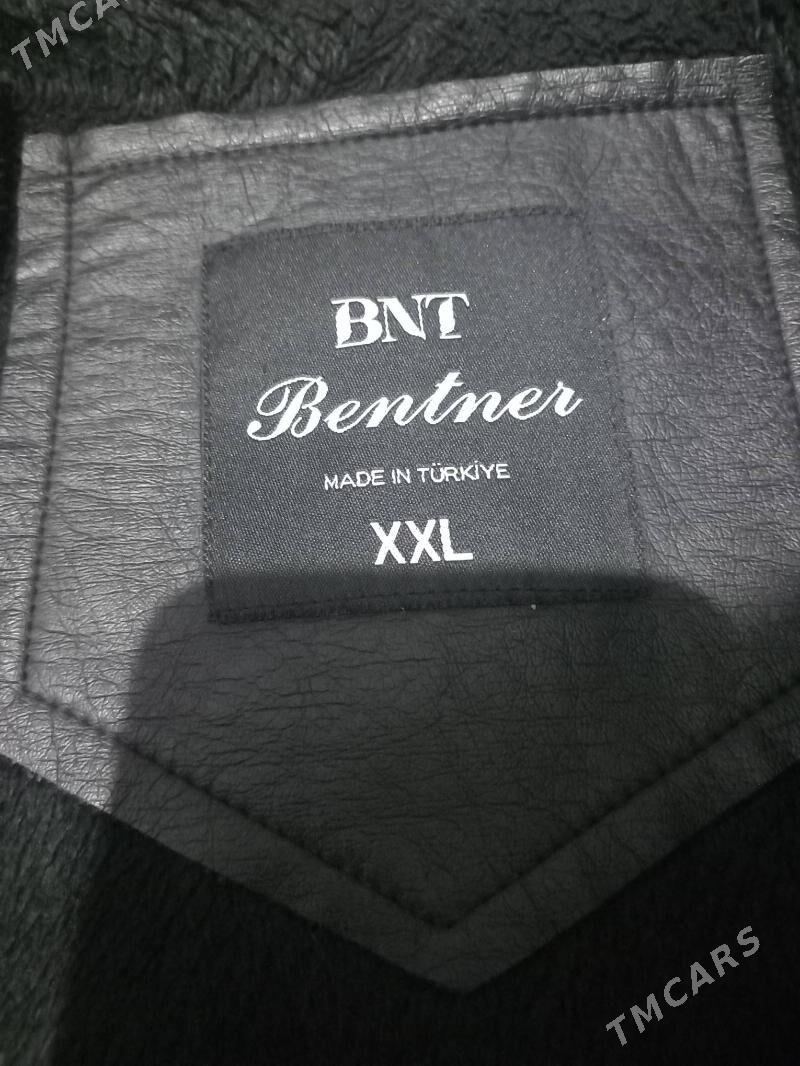 TMCARS
BNT
Bentner
MADE IN TÜRKİYE
XXL
TMCARS